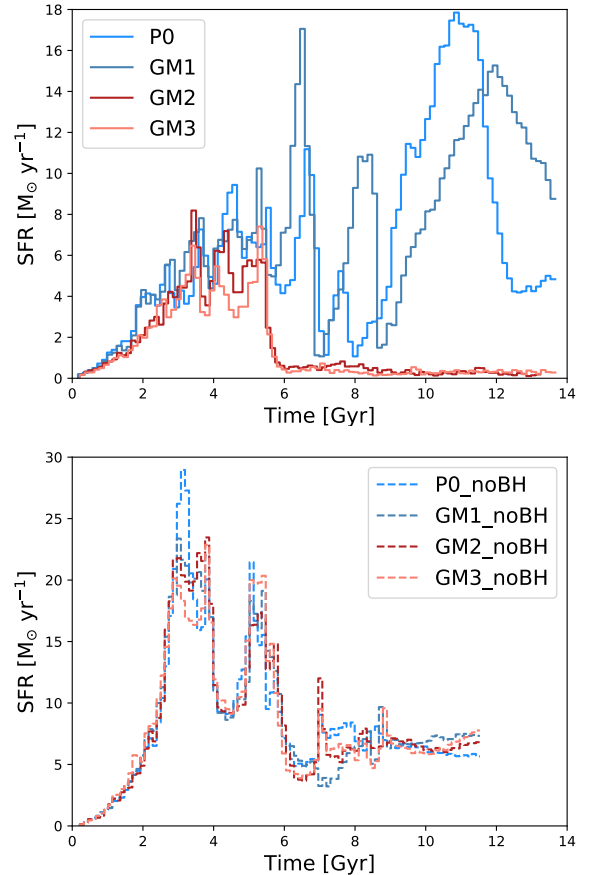 18
16
14
12
10
8
6
4
2
0
SFR [M⊙ yr⁻¹]
P0
GM1
GM2
GM3
0 2 4 6 8 10 12 14
Time [Gyr]
30
25
20
15
10
5
0
SFR [M⊙ yr⁻¹]
P0_noBH
GM1_noBH
GM2_noBH
GM3_noBH
0 2 4 6 8 10 12 14
Time [Gyr]